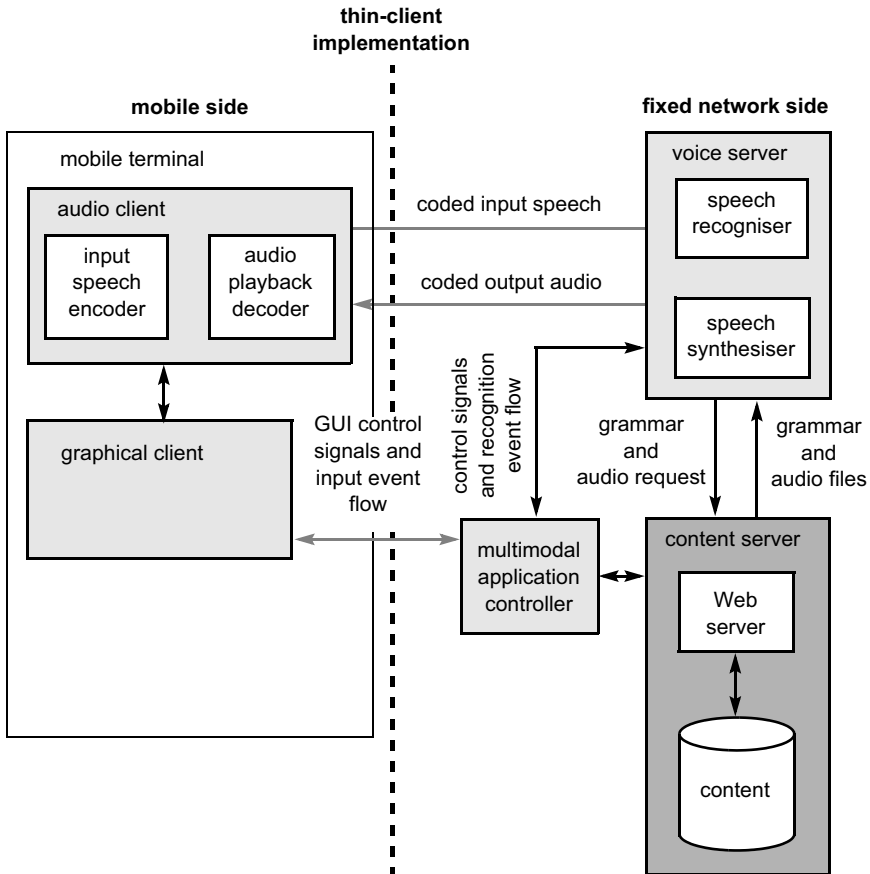 thin-client
implementation
mobile side
fixed network side
mobile terminal
audio client
input
speech
encoder
audio
playback
decoder
coded input speech
coded output audio
voice server
speech
recogniser
speech
synthesiser
graphical client
GUI control
signals and
input event
flow
control signals
and recognition
event flow
grammar
and
audio request
grammar
and
audio files
multimodal
application
controller
content server
Web
server
content